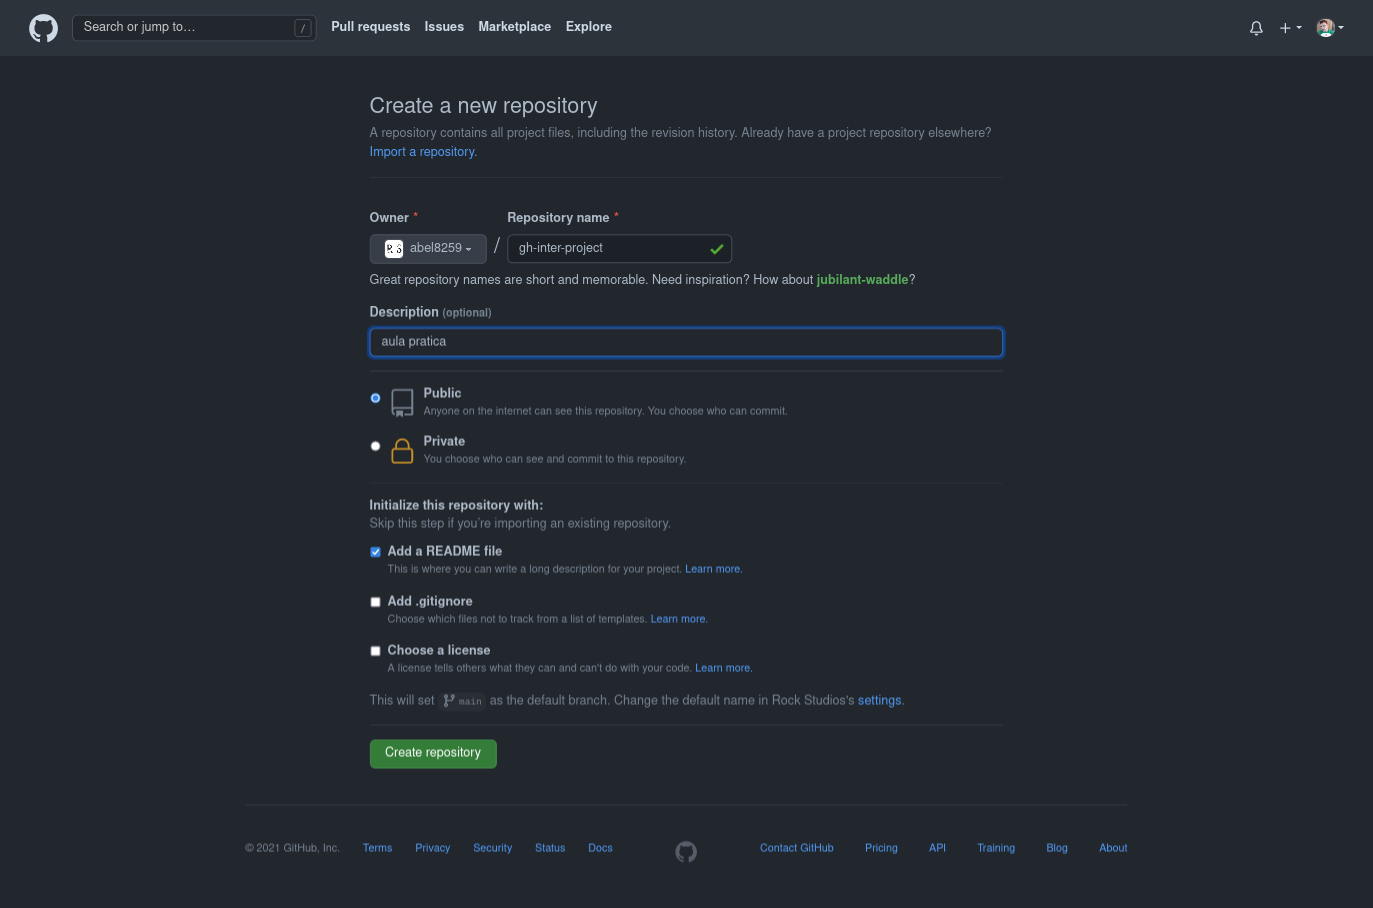 Search or jump to… /
Pull requests Issues Marketplace Explore
Create a new repository
A repository contains all project files, including the revision history. Already have a project repository elsewhere?
Import a repository.
Owner * Repository name *
abel8259 / gh-inter-project
Great repository names are short and memorable. Need inspiration? How about jubilant-waddle?
Description (optional)
aula pratica
Public
Anyone on the internet can see this repository. You choose who can commit.
Private
You choose who can see and commit to this repository.
Initialize this repository with:
Skip this step if you're importing an existing repository.
Add a README file
This is where you can write a long description for your project. Learn more.
Add .gitignore
Choose which files not to track from a list of templates. Learn more.
Choose a license
A license tells others what they can and can't do with your code. Learn more.
This will set main as the default branch. Change the default name in Rock Studios's settings.
Create repository
© 2021 GitHub, Inc. Terms Privacy Security Status Docs Contact GitHub Pricing API Training Blog About